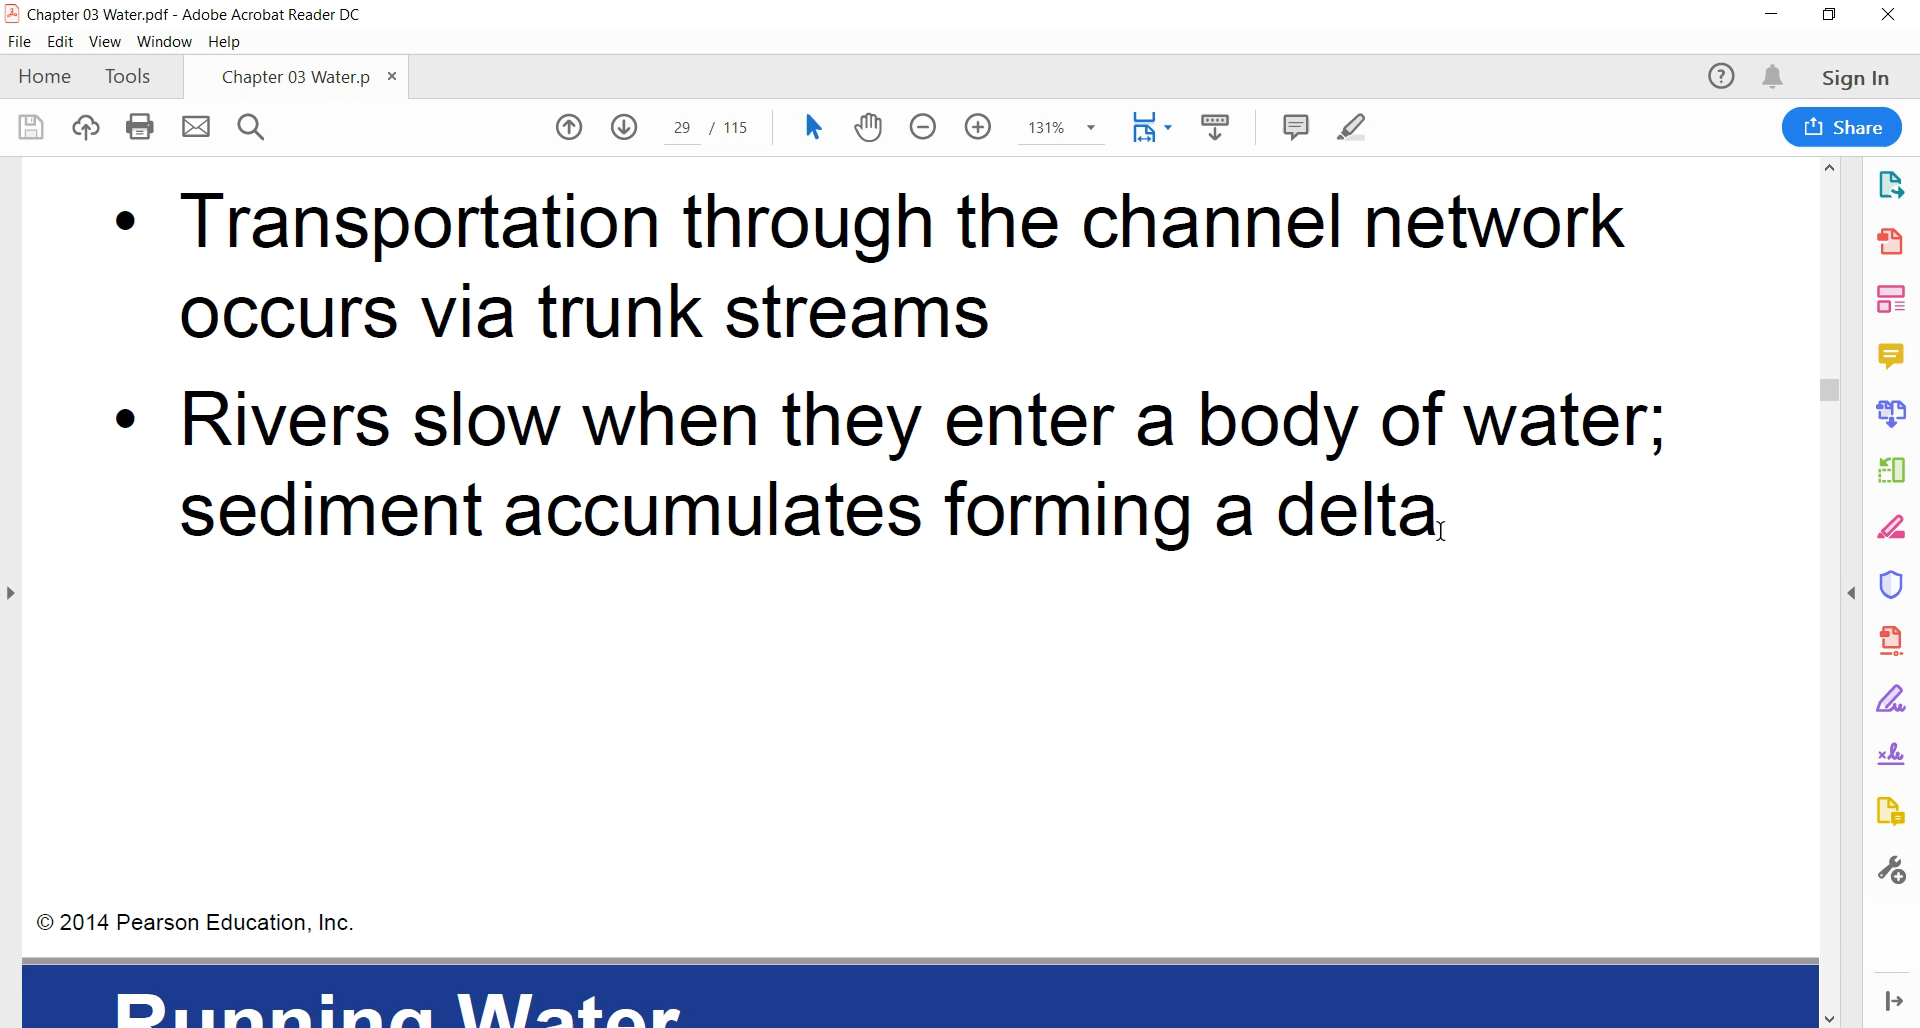 Chapter 03 Water.pdf - Adobe Acrobat Reader DC
File Edit View Window Help
Home Tools Chapter 03 Water.p × Sign In
29 / 115 131% Share
• Transportation through the channel network
occurs via trunk streams
• Rivers slow when they enter a body of water;
sediment accumulates forming a delta
© 2014 Pearson Education, Inc.
Running Water